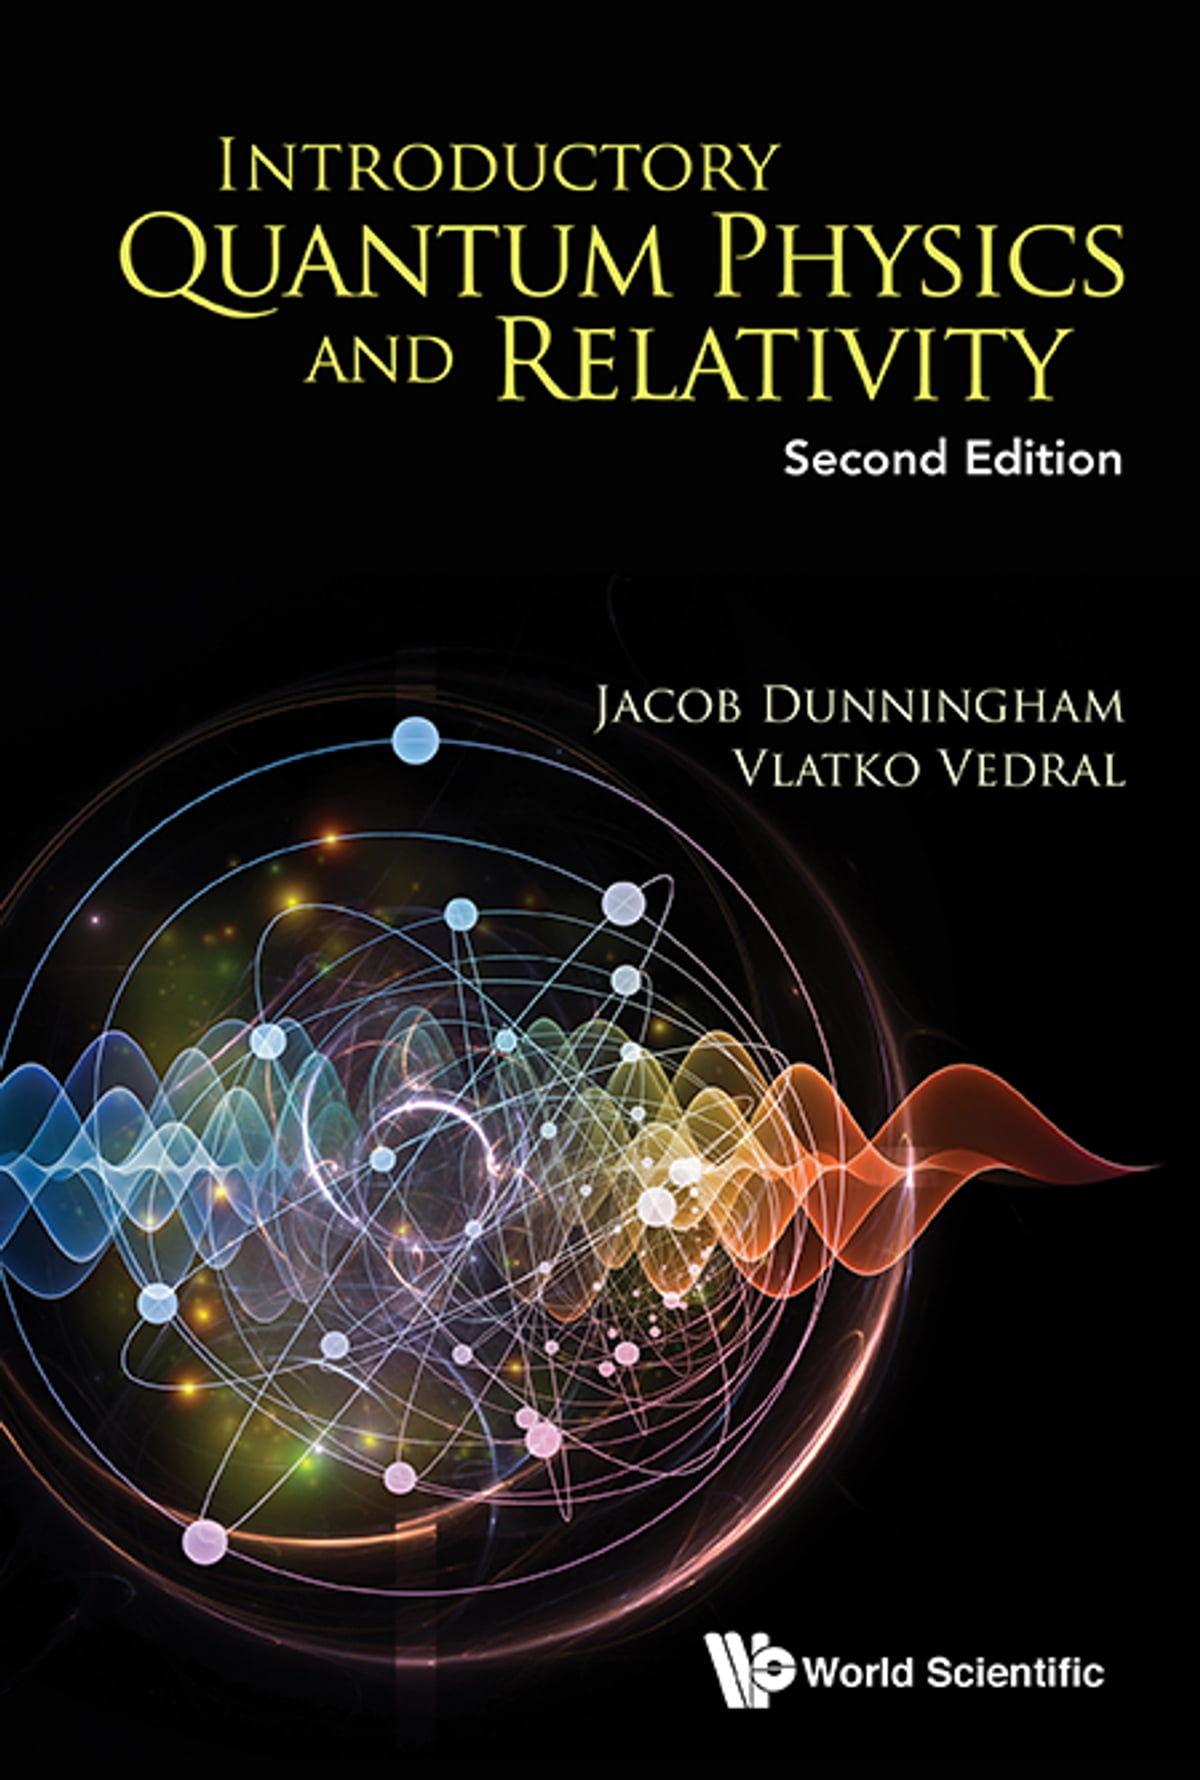 INTRODUCTORY
QUANTUM PHYSICS
AND RELATIVITY
Second Edition
JACOB DUNNINGHAM
VLATKO VEDRAL
World Scientific